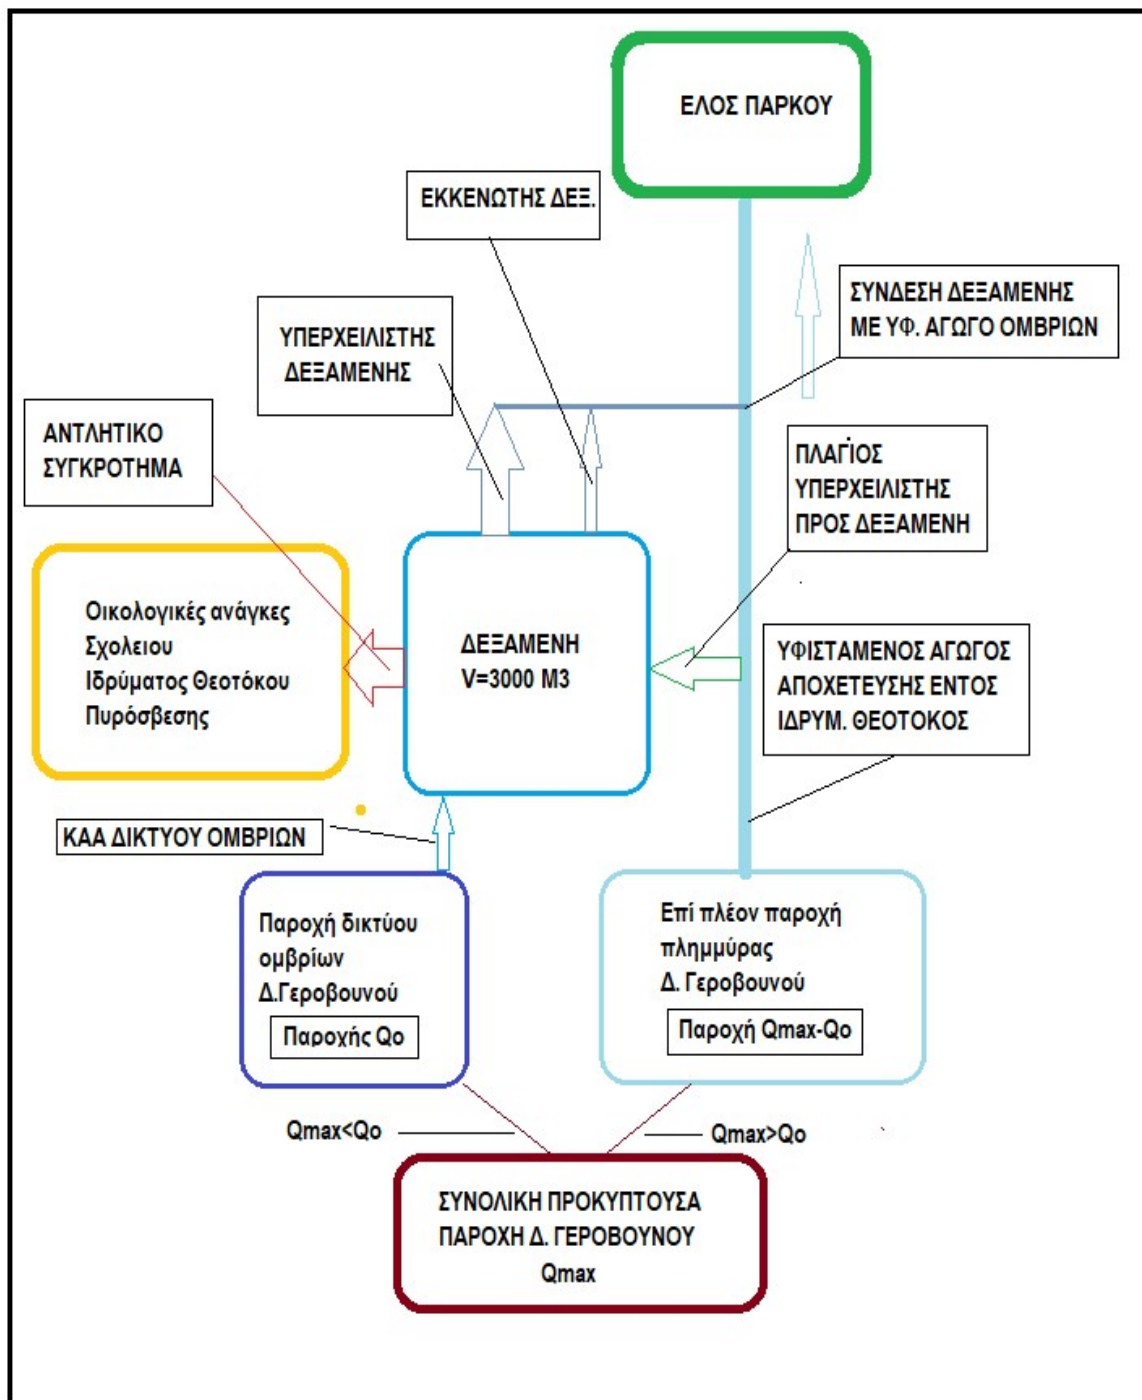 ΕΛΟΣ ΠΑΡΚΟΥ
ΕΚΚΕΝΩΤΗΣ ΔΕΞ.
ΣΥΝΔΕΣΗ ΔΕΞΑΜΕΝΗΣ
ΜΕ ΥΦ. ΑΓΩΓΟ ΟΜΒΡΙΩΝ
ΥΠΕΡΧΕΙΛΙΣΤΗΣ
ΔΕΞΑΜΕΝΗΣ
ΑΝΤΛΗΤΙΚΟ
ΣΥΓΚΡΟΤΗΜΑ
ΠΛΑΓΙΟΣ
ΥΠΕΡΧΕΙΛΙΣΤΗΣ
ΠΡΟΣ ΔΕΞΑΜΕΝΗ
Οικολογικές ανάγκες
Σχολειου
Ιδρύματος Θεοτόκου
Πυρόσβεσης
ΔΕΞΑΜΕΝΗ
V=3000 M3
ΥΦΙΣΤΑΜΕΝΟΣ ΑΓΩΓΟΣ
ΑΠΟΧΕΤΕΥΣΗΣ ΕΝΤΟΣ
ΙΔΡΥΜ. ΘΕΟΤΟΚΟΣ
ΚΑΑ ΔΙΚΤΥΟΥ ΟΜΒΡΙΩΝ
Παροχή δικτύου
ομβρίων
Δ.Γεροβουνού
Παροχής Qo
Επί πλέον παροχή
πλημμύρας
Δ. Γεροβουνού
Παροχή Qmax-Qo
Qmax<Qo
Qmax>Qo
ΣΥΝΟΛΙΚΗ ΠΡΟΚΥΠΤΟΥΣΑ
ΠΑΡΟΧΗ Δ. ΓΕΡΟΒΟΥΝΟΥ
Qmax